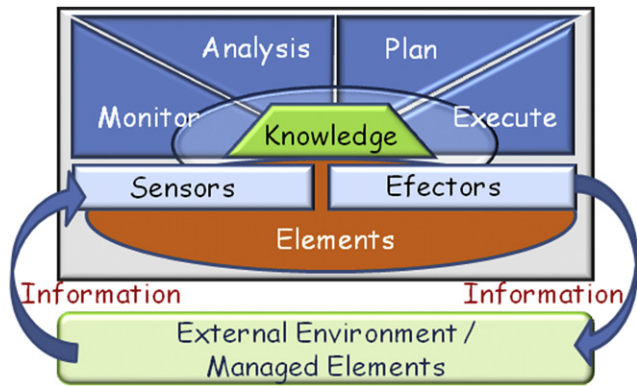 Analysis
Plan
Monitor
Execute
Knowledge
Sensors
Efectors
Elements
Information
Information
External Environment /
Managed Elements